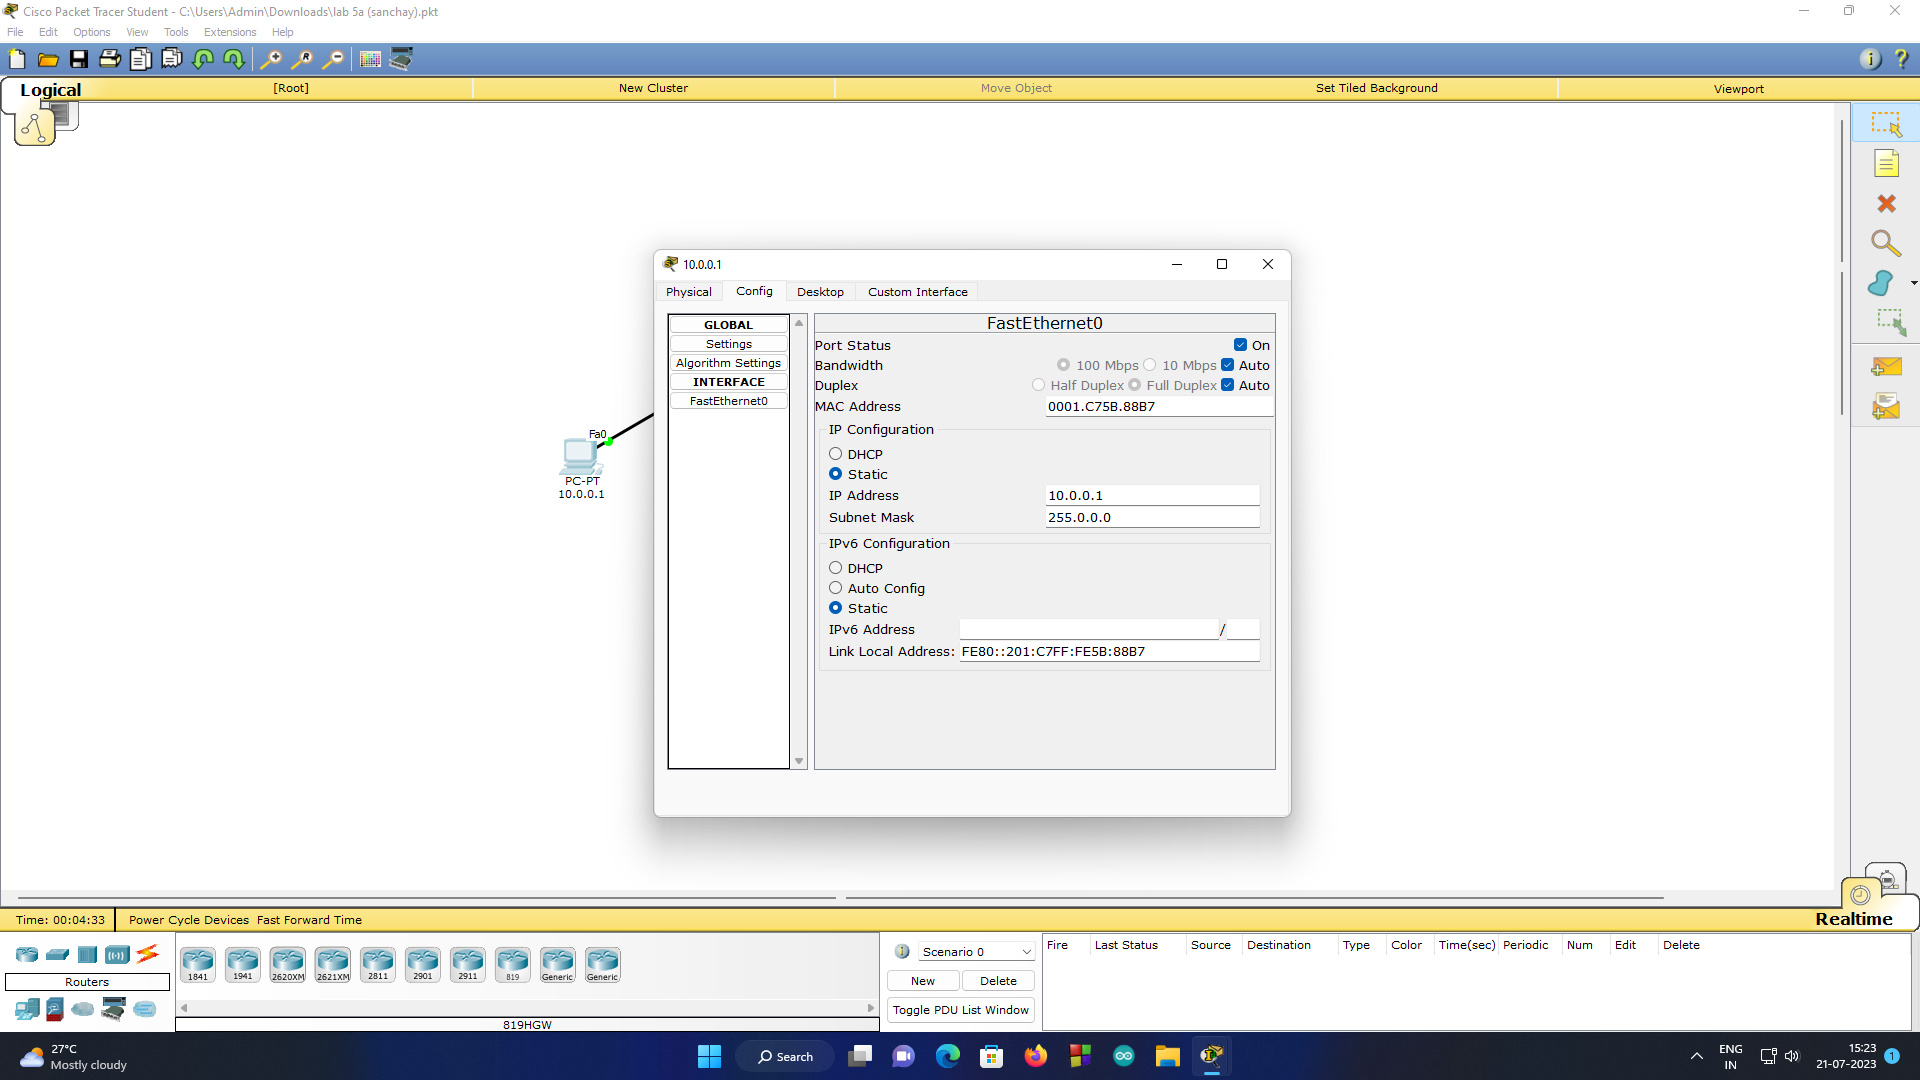 Cisco Packet Tracer Student - C:\Users\Admin\Downloads\lab 5a (sanchay).pkt
File Edit Options View Tools Extensions Help
Logical [Root] New Cluster Move Object Set Tiled Background Viewport
10.0.0.1
Physical Config Desktop Custom Interface
GLOBAL
Settings
Algorithm Settings
INTERFACE
FastEthernet0
FastEthernet0
Port Status On
Bandwidth 100 Mbps 10 Mbps Auto
Duplex Half Duplex Full Duplex Auto
MAC Address 0001.C75B.88B7
IP Configuration
DHCP
Static
IP Address 10.0.0.1
Subnet Mask 255.0.0.0
IPv6 Configuration
DHCP
Auto Config
Static
IPv6 Address /
Link Local Address: FE80::201:C7FF:FE5B:88B7
Fa0
PC-PT
10.0.0.1
Time: 00:04:33 Power Cycle Devices Fast Forward Time Realtime
Routers
1841 1941 2620XM 2621XM 2811 2901 2911 819 Generic Generic
819HGW
Scenario 0
New Delete
Toggle PDU List Window
Fire Last Status Source Destination Type Color Time(sec) Periodic Num Edit Delete
27°C
Mostly cloudy
Search
ENG
IN
15:23
21-07-2023
1